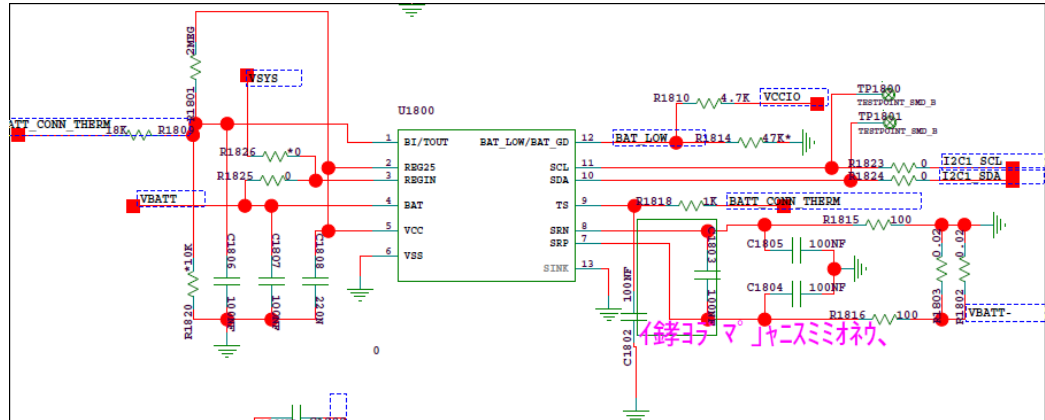 2MEG
R1801
VSYS
BATT_CONN_THERM
18K
R1809
R1826
*0
R1825
0
VBATT
*10K
R1820
C1806
100NF
C1807
100NF
C1808
220N
U1800
1
BI/TOUT
2
REG25
3
REGIN
4
BAT
5
VCC
6
VSS
BAT_LOW/BAT_GD
12
SCL
11
SDA
10
TS
9
SRN
8
SRP
7
SINK
13
R1810
4.7K
VCCIO
BAT_LOW
R1814
47K*
TP1800
TESTPOINT_SMD_B
TP1801
TESTPOINT_SMD_B
R1823
0
I2C1_SCL
R1824
0
I2C1_SDA
R1818
1K
BATT_CONN_THERM
R1815
100
C1805
100NF
C1804
100NF
C1803
100NF
100NF
C1802
R1816
100
0.02
R1803
0.02
R1802
VBATT-
0